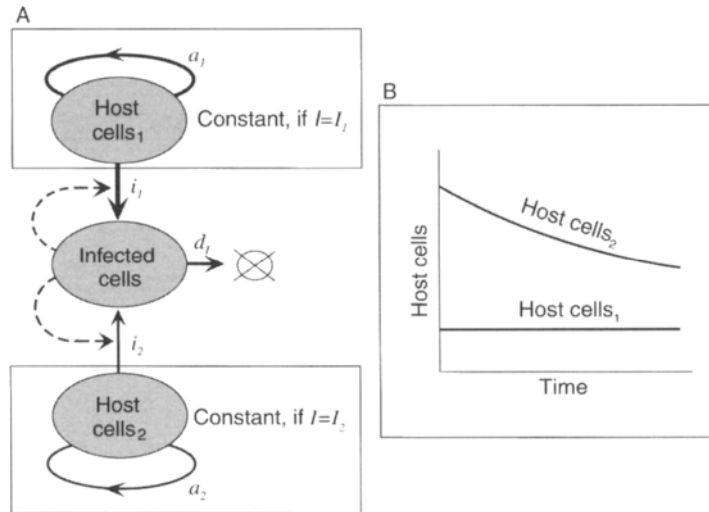 A
a₁
Host
cells₁
Constant, if I=I₁
i₁
Infected
cells
d₁
i₂
Host
cells₂
Constant, if I=I₂
a₂
B
Host cells
Host cells₂
Host cells₁
Time